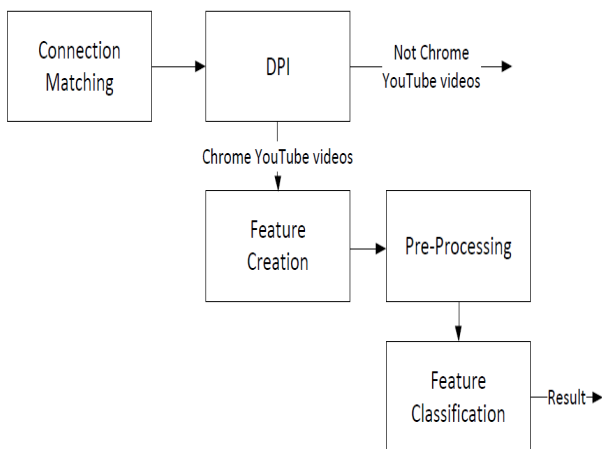 Connection
Matching
DPI
Not Chrome
YouTube videos
Chrome YouTube videos
Feature
Creation
Pre-Processing
Feature
Classification
Result